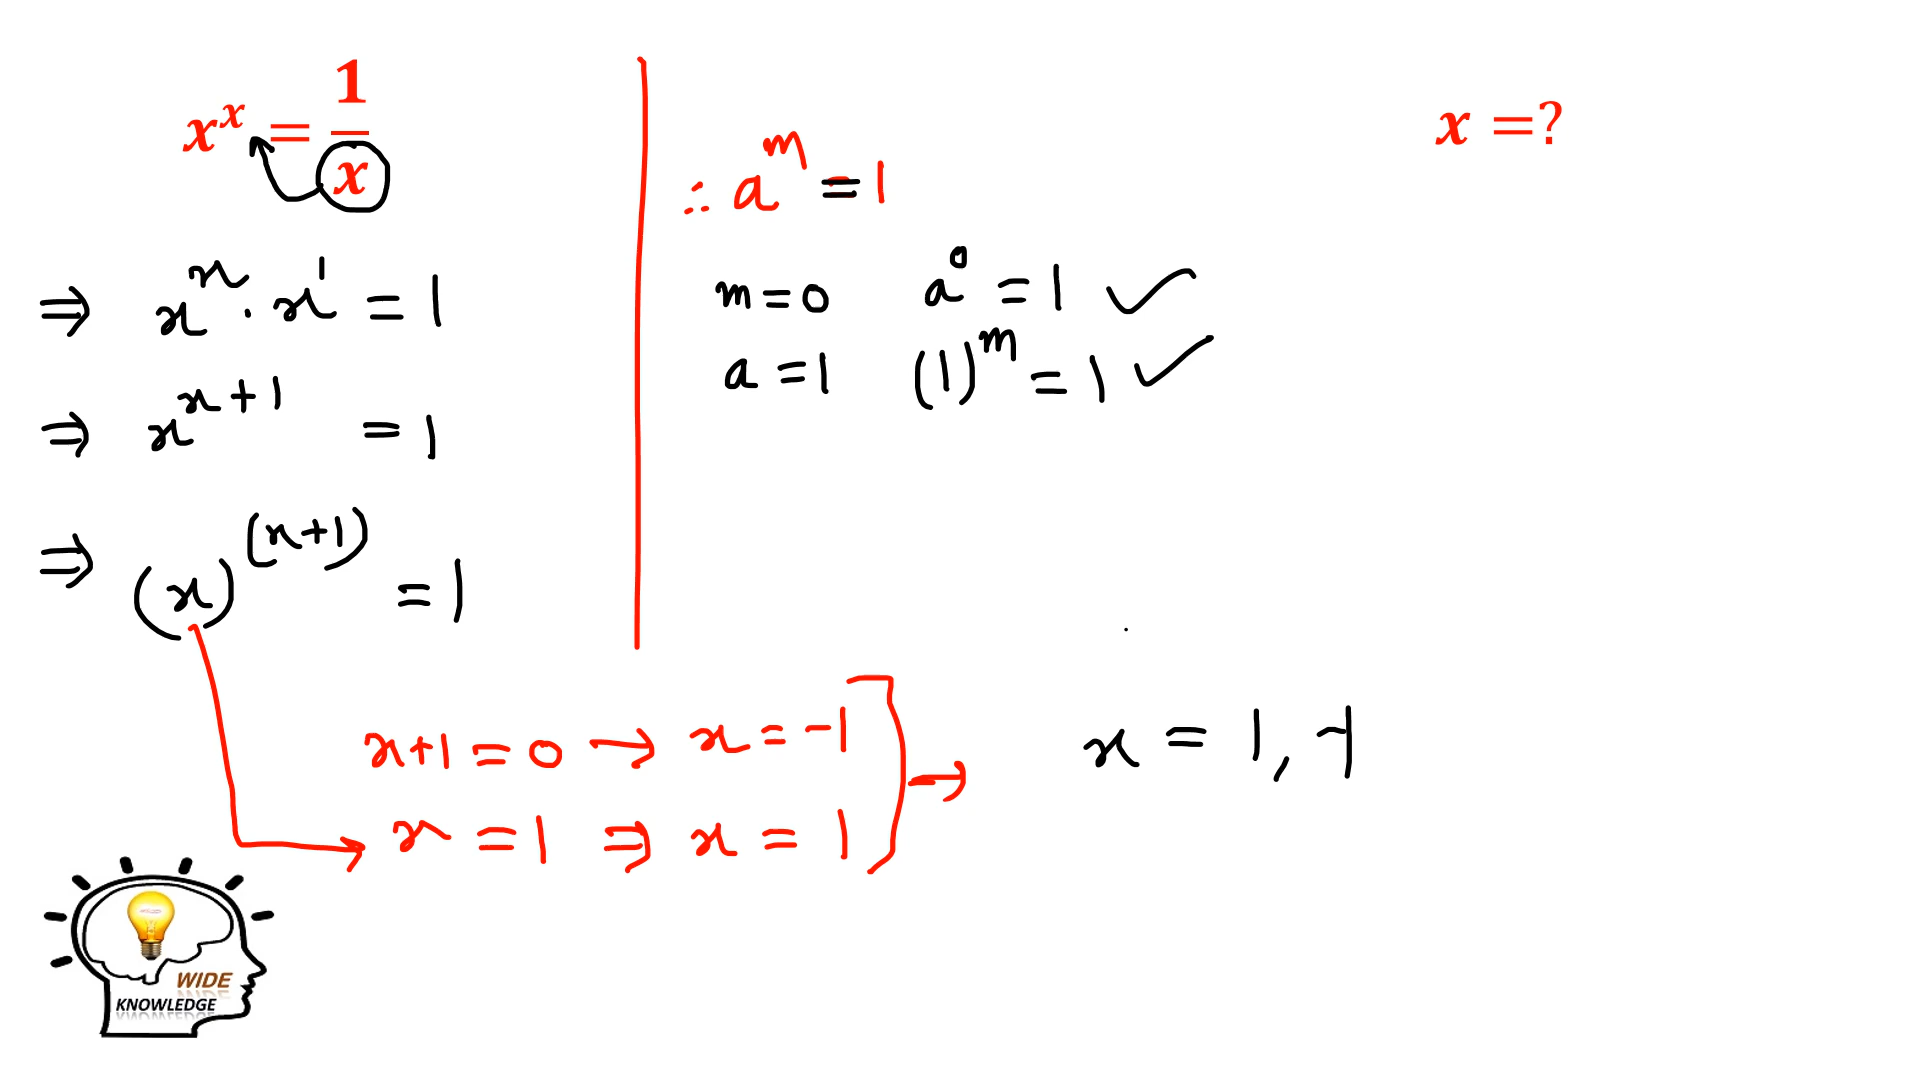 x^x = 1/x
⇒ x^x · x^1 = 1
⇒ x^(x+1) = 1
⇒ (x)^(x+1) = 1
∴ a^m = 1
m = 0 a^0 = 1 ✓
a = 1 (1)^m = 1 ✓
x = ?
x+1 = 0 → x = -1
x = 1 ⇒ x = 1
→ x = 1, -1
WIDE
KNOWLEDGE